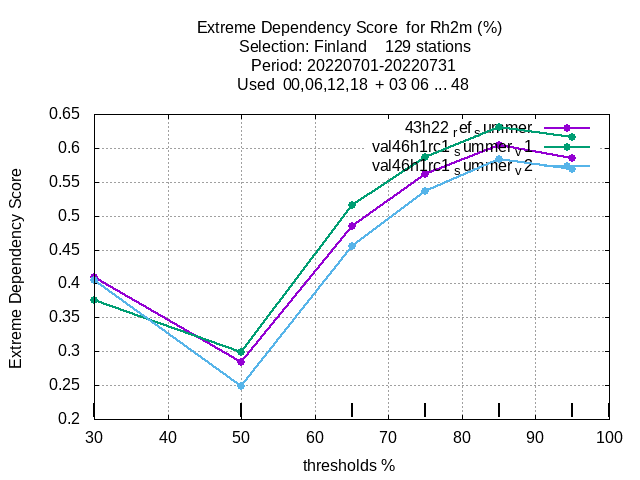 Extreme Dependency Score for Rh2m (%)
Selection: Finland 129 stations
Period: 20220701-20220731
Used 00,06,12,18 + 03 06 ... 48
43h22_ref_summer
val46h1rc1_summer_v1
val46h1rc1_summer_v2
Extreme Dependency Score
0.65
0.6
0.55
0.5
0.45
0.4
0.35
0.3
0.25
0.2
30 40 50 60 70 80 90 100
thresholds %